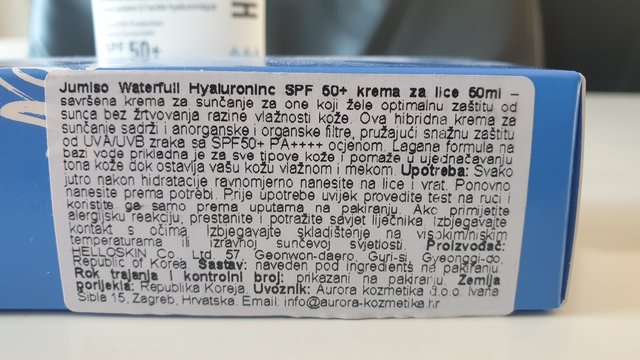 SPF 50+
Jumiso Waterfull Hyaloroninc SPF 50+ krema za lice 50ml –
savršena krema za sunčanje za one koji žele optimalnu zaštitu od
sunca bez žrtvovanja razine vlažnosti kože. Ova hibridna krema za
sunčanje sadrži i anorganske i organske filtre, pružajući snažnu zaštitu
od UVA/UVB zraka sa SPF50+ PA++++ ocjenom. Lagana formula na
bazi vode prikladna je za sve tipove kože i pomaže u ujednačavanju
tona kože dok ostavlja vašu kožu vlažnom i mekom. Upotreba: Svako
jutro nakon hidratacije ravnomjerno nanesite na lice i vrat. Ponovno
nanesite prema potrebi. Prije upotrebe uvijek provedite test na ruci i
koristite ga samo prema uputama na pakiranju. Ako primijetite
alergijsku reakciju, prestanite i potražite savjet liječnika. Izbjegavajte
kontakt s očima. Izbjegavajte skladištenje na visokim/niskim
temperaturama ili izravnoj sunčevoj svjetlosti. Proizvođač:
HELLOSKIN Co., Ltd. 57, Geonwon-daero, Guri-si, Gyeonggi-do,
Republic of Korea. Sastav: naveden pod ingredients na pakiranju.
Rok trajanja i kontrolni broj: prikazani na pakiranju. Zemlja
porijekla: Republika Koreja. Uvoznik: Aurora kozmetika d.o.o. Ivana
Šibla 15, Zagreb, Hrvatska. Email: info@aurora-kozmetika.hr